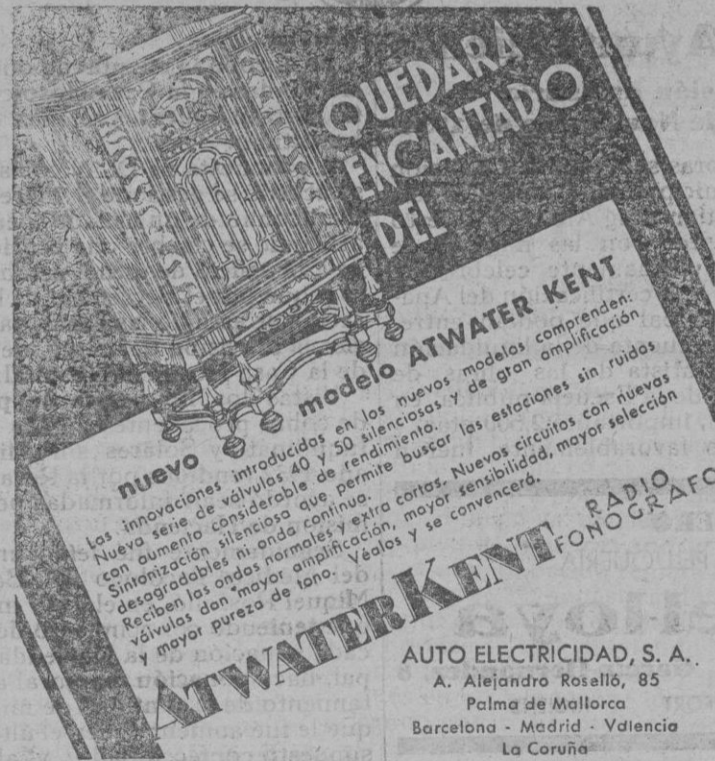 QUEDARA
ENCANTADO
DEL
nuevo modelo ATWATER KENT
Las innovaciones introducidas en los nuevos modelos comprenden:
Nueva serie de válvulas 40 y 50 silenciosas y de gran amplificación,
con aumento considerable de rendimiento.
Sintonización silenciosa que permite buscar las estaciones sin ruidos
desagradables ni onda continua.
Reciben las ondas normales y extra cortas. Nuevos circuitos con nuevas
válvulas dan mayor amplificación, mayor sensibilidad, mayor selección
y mayor pureza de tono. Véalos y se convencerá.
ATWATER KENT RADIO
FONOGRAFO
AUTO ELECTRICIDAD, S. A.
A. Alejandro Roselló, 85
Palma de Mallorca
Barcelona - Madrid - Valencia
La Coruña